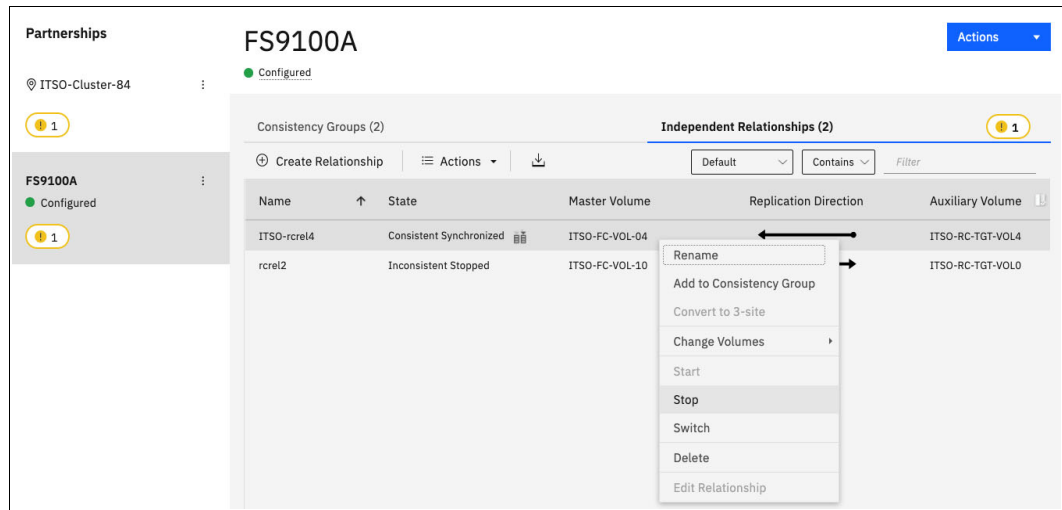 Partnerships
ITSO-Cluster-84
1
FS9100A
Configured
1
FS9100A
Configured
Actions
Consistency Groups (2)
Independent Relationships (2)
1
Create Relationship
Actions
Default
Contains
Filter
Name State Master Volume Replication Direction Auxiliary Volume
ITSO-rcrel4 Consistent Synchronized ITSO-FC-VOL-04 ITSO-RC-TGT-VOL4
rcrel2 Inconsistent Stopped ITSO-FC-VOL-10 ITSO-RC-TGT-VOL0
Rename
Add to Consistency Group
Convert to 3-site
Change Volumes
Start
Stop
Switch
Delete
Edit Relationship